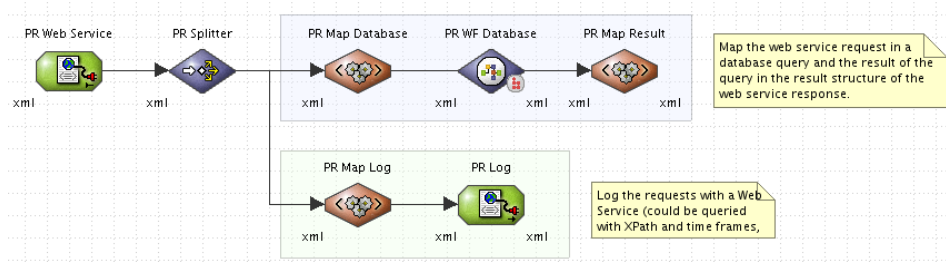 PR Web Service
PR Splitter
PR Map Database
PR WF Database
PR Map Result
xml
xml
xml
xml
xml
xml
Map the web service request in a
database query and the result of the
query in the result structure of the
web service response.
PR Map Log
PR Log
xml
xml
xml
Log the requests with a Web
Service (could be queried
with XPath and time frames,